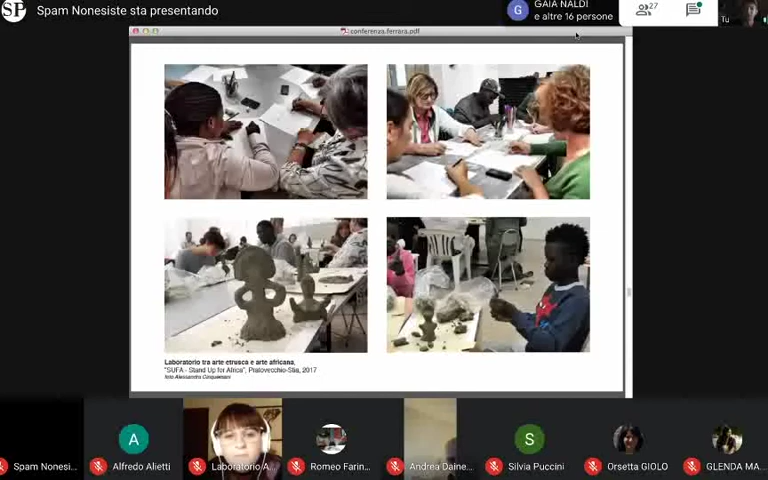 SP
Spam Nonesiste sta presentando
G
GAIA NALDI
e altre 16 persone
27
Tu
conferenza.ferrara.pdf
Laboratorio tra arte etrusca e arte africana,
"SUFA - Stand Up for Africa", Pratovecchio-Stia, 2017
foto Alessandra
Spam Nonesi...
A
Alfredo Alietti
Laboratorio A...
Romeo Farin...
Andrea Daine...
S
Silvia Puccini
Orsetta GIOLO
GLENDA MA...